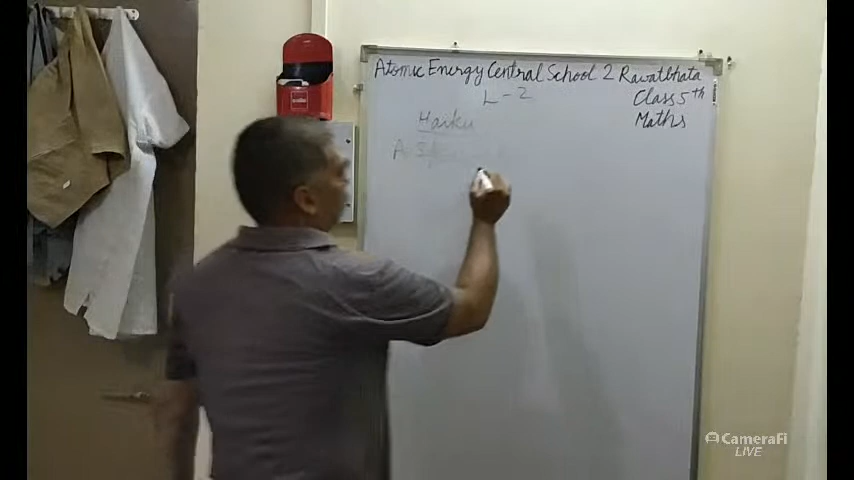 Atomic Energy Central School 2 Rawatbhata
L-2
Class 5th
Maths
Haiku
A
CameraFi
LIVE